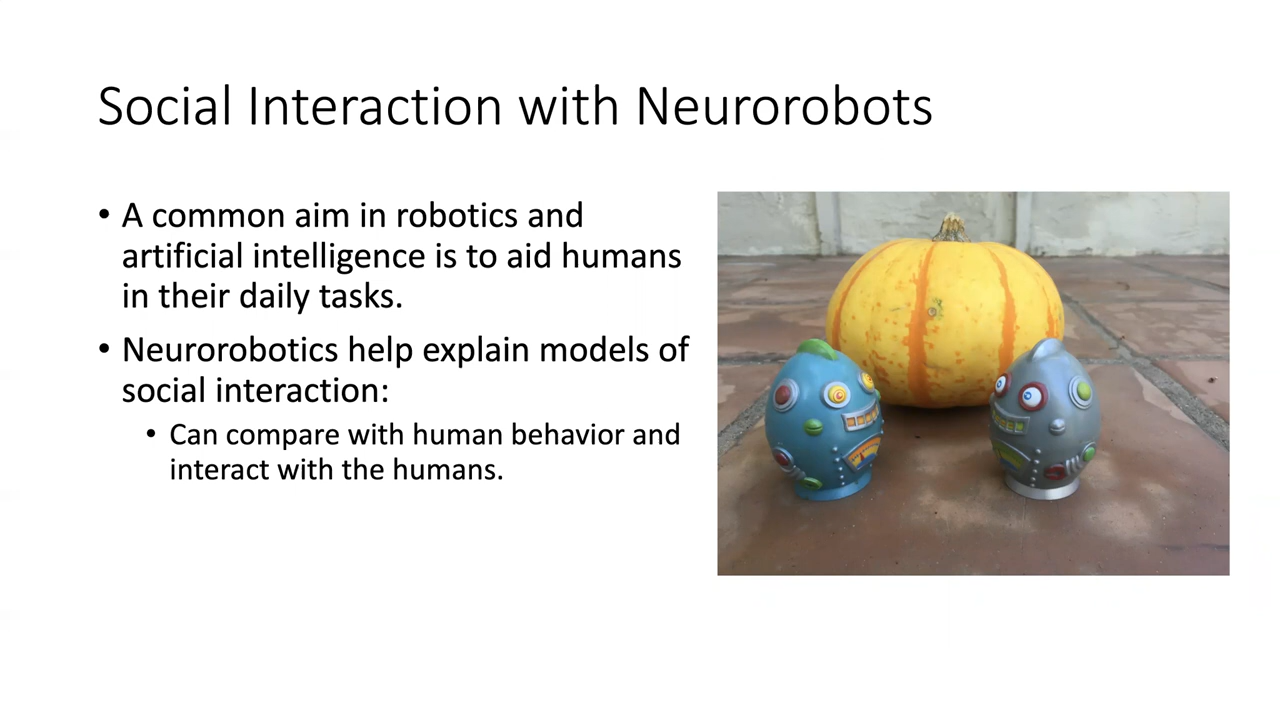 Social Interaction with Neurorobots
• A common aim in robotics and
artificial intelligence is to aid humans
in their daily tasks.
• Neurorobotics help explain models of
social interaction:
• Can compare with human behavior and
interact with the humans.